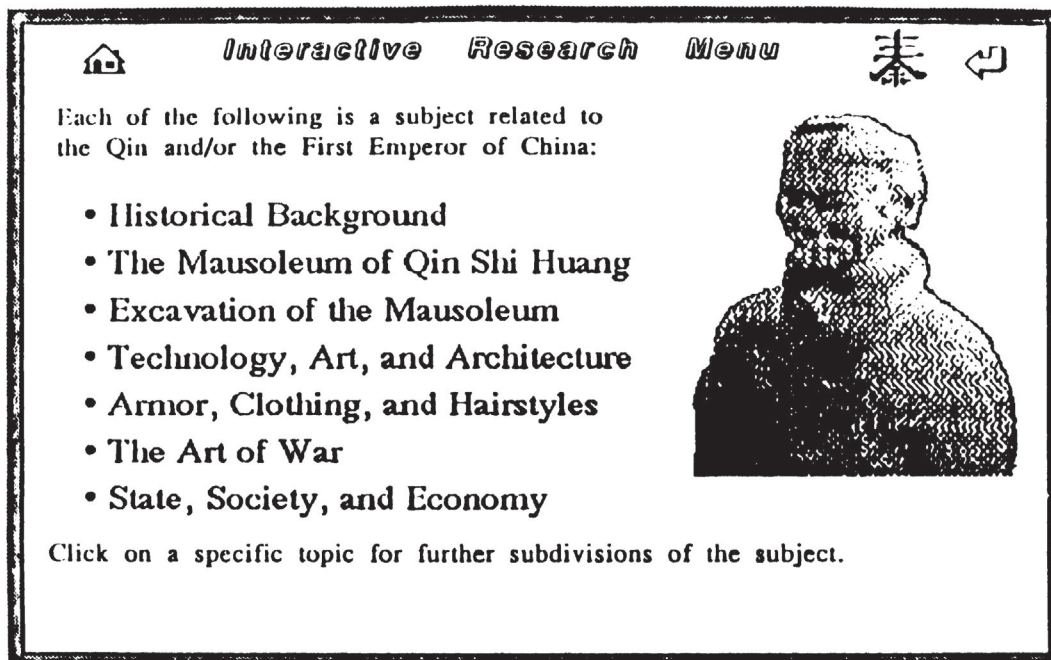 Interactive Research Menu 秦
Each of the following is a subject related to
the Qin and/or the First Emperor of China:
• Historical Background
• The Mausoleum of Qin Shi Huang
• Excavation of the Mausoleum
• Technology, Art, and Architecture
• Armor, Clothing, and Hairstyles
• The Art of War
• State, Society, and Economy
Click on a specific topic for further subdivisions of the subject.